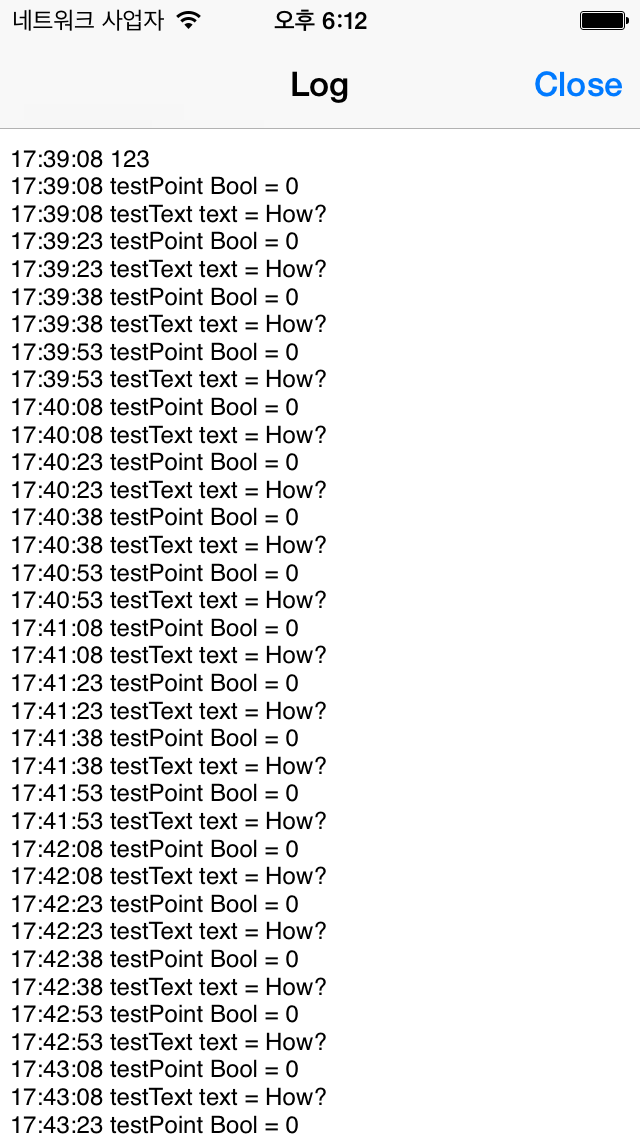 네트워크 사업자 오후 6:12
Log Close
17:39:08 123
17:39:08 testPoint Bool = 0
17:39:08 testText text = How?
17:39:23 testPoint Bool = 0
17:39:23 testText text = How?
17:39:38 testPoint Bool = 0
17:39:38 testText text = How?
17:39:53 testPoint Bool = 0
17:39:53 testText text = How?
17:40:08 testPoint Bool = 0
17:40:08 testText text = How?
17:40:23 testPoint Bool = 0
17:40:23 testText text = How?
17:40:38 testPoint Bool = 0
17:40:38 testText text = How?
17:40:53 testPoint Bool = 0
17:40:53 testText text = How?
17:41:08 testPoint Bool = 0
17:41:08 testText text = How?
17:41:23 testPoint Bool = 0
17:41:23 testText text = How?
17:41:38 testPoint Bool = 0
17:41:38 testText text = How?
17:41:53 testPoint Bool = 0
17:41:53 testText text = How?
17:42:08 testPoint Bool = 0
17:42:08 testText text = How?
17:42:23 testPoint Bool = 0
17:42:23 testText text = How?
17:42:38 testPoint Bool = 0
17:42:38 testText text = How?
17:42:53 testPoint Bool = 0
17:42:53 testText text = How?
17:43:08 testPoint Bool = 0
17:43:08 testText text = How?
17:43:23 testPoint Bool = 0